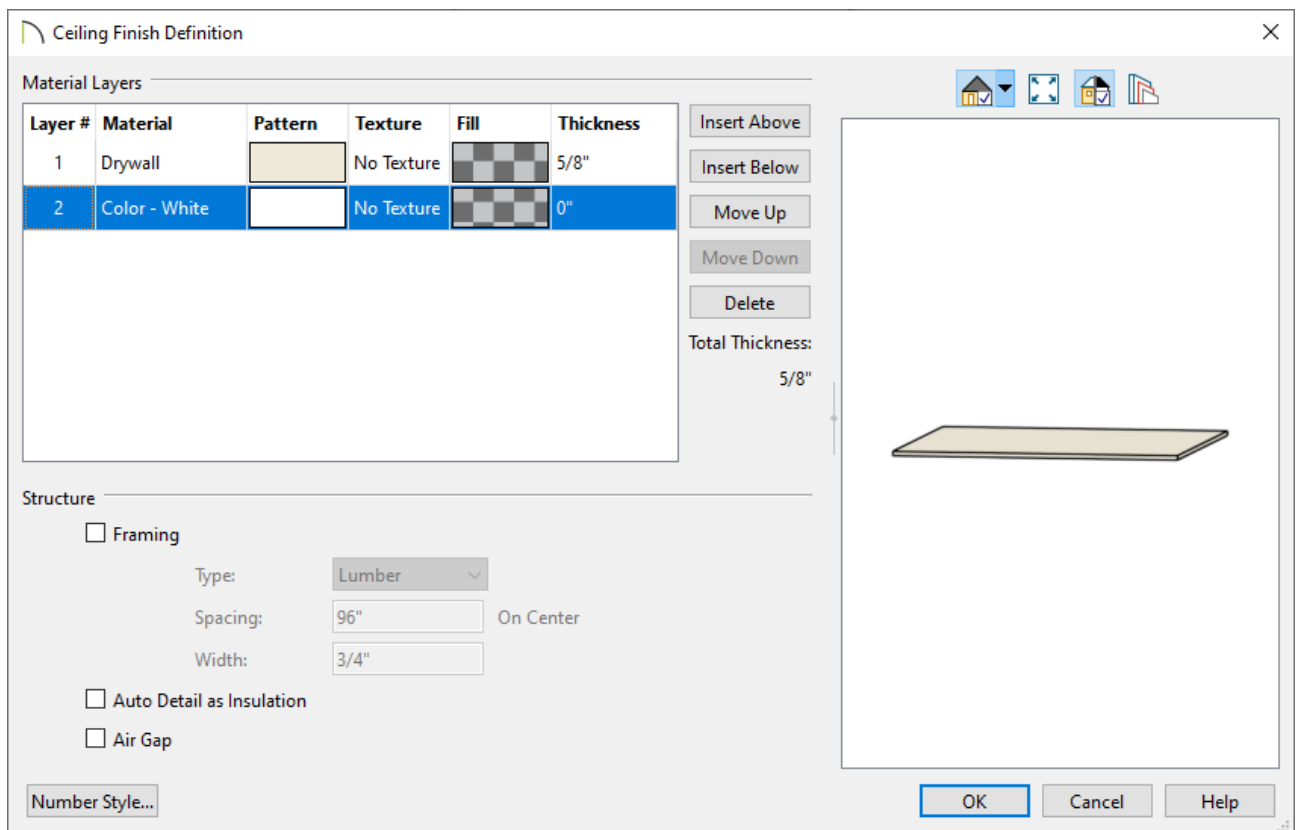 Ceiling Finish Definition
Material Layers
Layer # Material Pattern Texture Fill Thickness
1 Drywall No Texture 5/8"
2 Color - White No Texture 0"
Insert Above
Insert Below
Move Up
Move Down
Delete
Total Thickness:
5/8"
Structure
Framing
Type: Lumber
Spacing: 96" On Center
Width: 3/4"
Auto Detail as Insulation
Air Gap
Number Style... OK Cancel Help